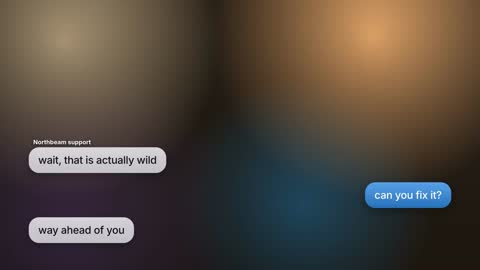 Northbeam support
wait, that is actually wild
can you fix it?
way ahead of you